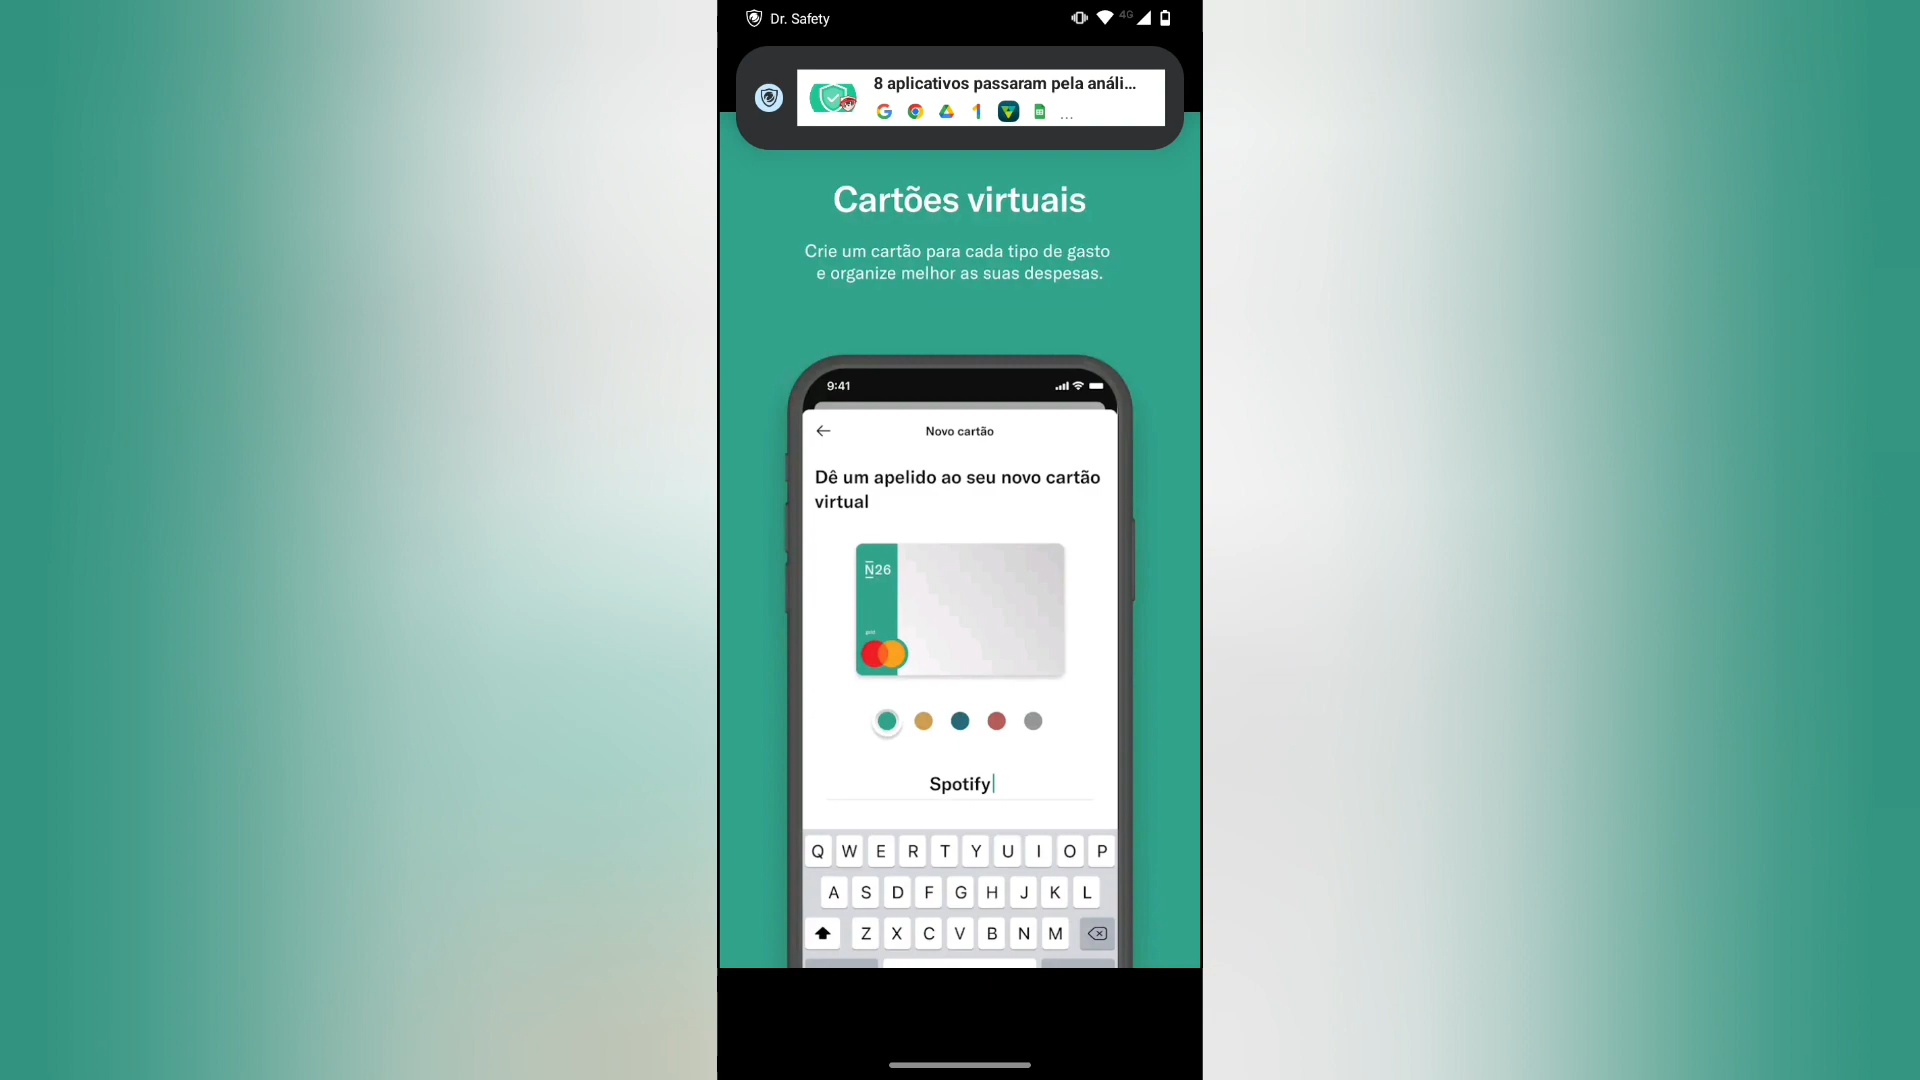 Dr. Safety
4G
8 aplicativos passaram pela análi...
...
Cartões virtuais
Crie um cartão para cada tipo de gasto
e organize melhor as suas despesas.
9:41
Novo cartão
Dê um apelido ao seu novo cartão
virtual
N26
Spotify
Q W E R T Y U I O P
A S D F G H J K L
Z X C V B N M